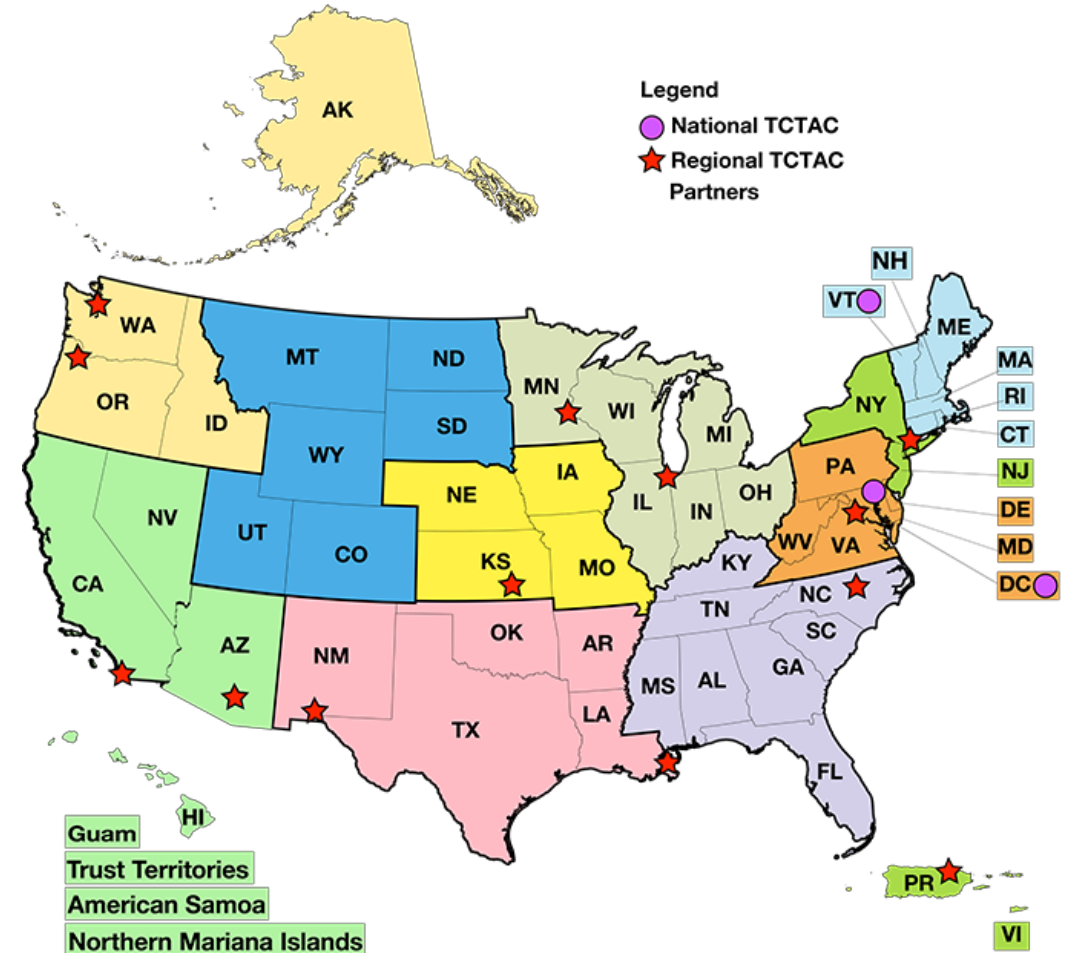 AK
Legend
National TCTAC
Regional TCTAC
Partners
NH
VT
ME
WA
MT
ND
MN
MA
OR
ID
SD
WI
MI
NY
RI
CT
WY
PA
NJ
NV
UT
CO
NE
IA
IL
IN
OH
DE
CA
KS
MO
WV
VA
MD
KY
DC
AZ
NM
OK
AR
TN
NC
SC
TX
LA
MS
AL
GA
FL
HI
Guam
Trust Territories
American Samoa
Northern Mariana Islands
PR
VI